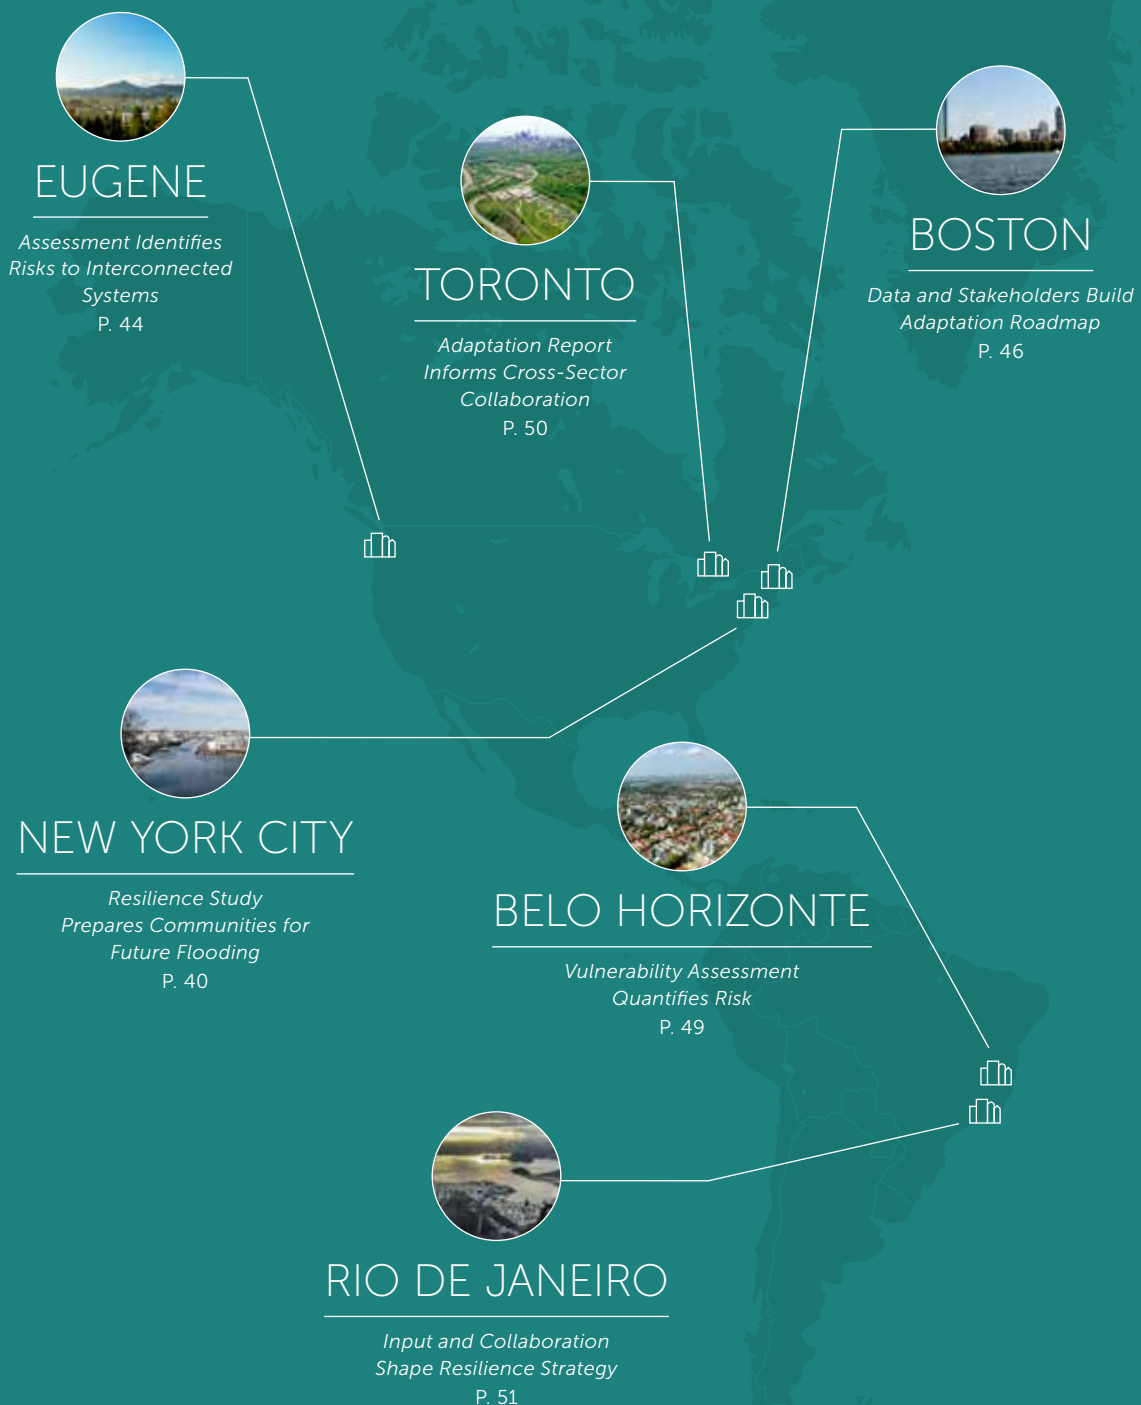 EUGENE
Assessment Identifies
Risks to Interconnected
Systems
P. 44
TORONTO
Adaptation Report
Informs Cross-Sector
Collaboration
P. 50
BOSTON
Data and Stakeholders Build
Adaptation Roadmap
P. 46
NEW YORK CITY
Resilience Study
Prepares Communities for
Future Flooding
P. 40
BELO HORIZONTE
Vulnerability Assessment
Quantifies Risk
P. 49
RIO DE JANEIRO
Input and Collaboration
Shape Resilience Strategy
P. 51